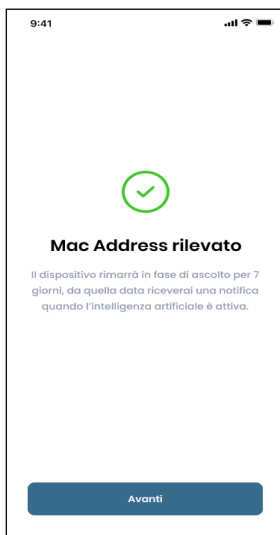 9:41
Mac Address rilevato
Il dispositivo rimarrà in fase di ascolto per 7
giorni, da quella data riceverai una notifica
quando l'intelligenza artificiale è attiva.
Avanti